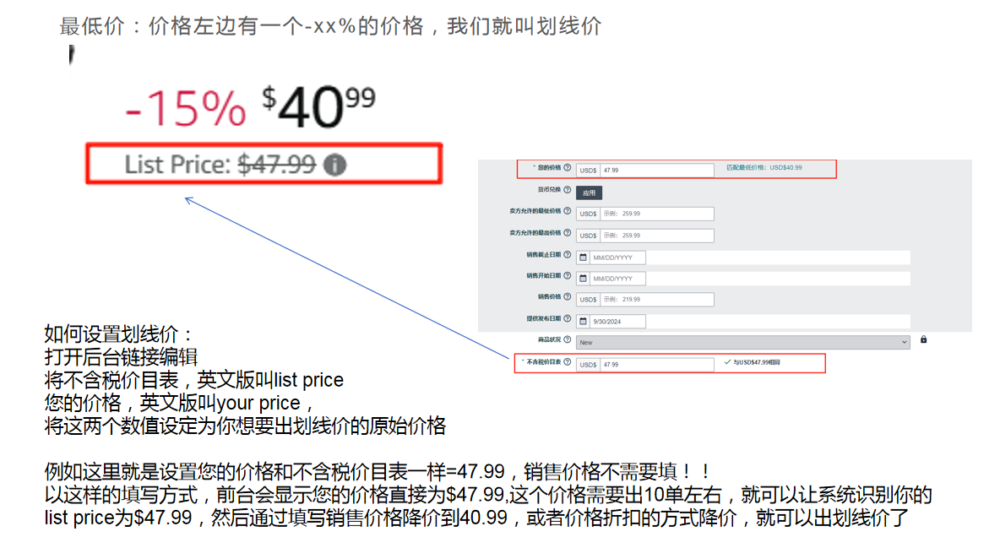 最低价：价格左边有一个-xx%的价格，我们就叫划线价
-15% $40 99
List Price: $47.99
* 您的价格 USD$ 47.99 匹配最低价格：USD$40.99
货币兑换 应用
卖方允许的最低价格 USD$ 示例： 259.99
卖方允许的最高价格 USD$ 示例： 259.99
销售截止日期 MM/DD/YYYY
销售开始日期 MM/DD/YYYY
销售价格 USD$ 示例： 219.99
提供发布日期 9/30/2024
商品状况 New
* 不含税价目表 USD$ 47.99 与USD$47.99相同
如何设置划线价：
打开后台链接编辑
将不含税价目表，英文版叫list price
您的价格，英文版叫your price，
将这两个数值设定为你想要出划线价的原始价格
例如这里就是设置您的价格和不含税价目表一样=47.99，销售价格不需要填！！
以这样的填写方式，前台会显示您的价格直接为$47.99,这个价格需要出10单左右，就可以让系统识别你的
list price为$47.99，然后通过填写销售价格降价到40.99，或者价格折扣的方式降价，就可以出划线价了